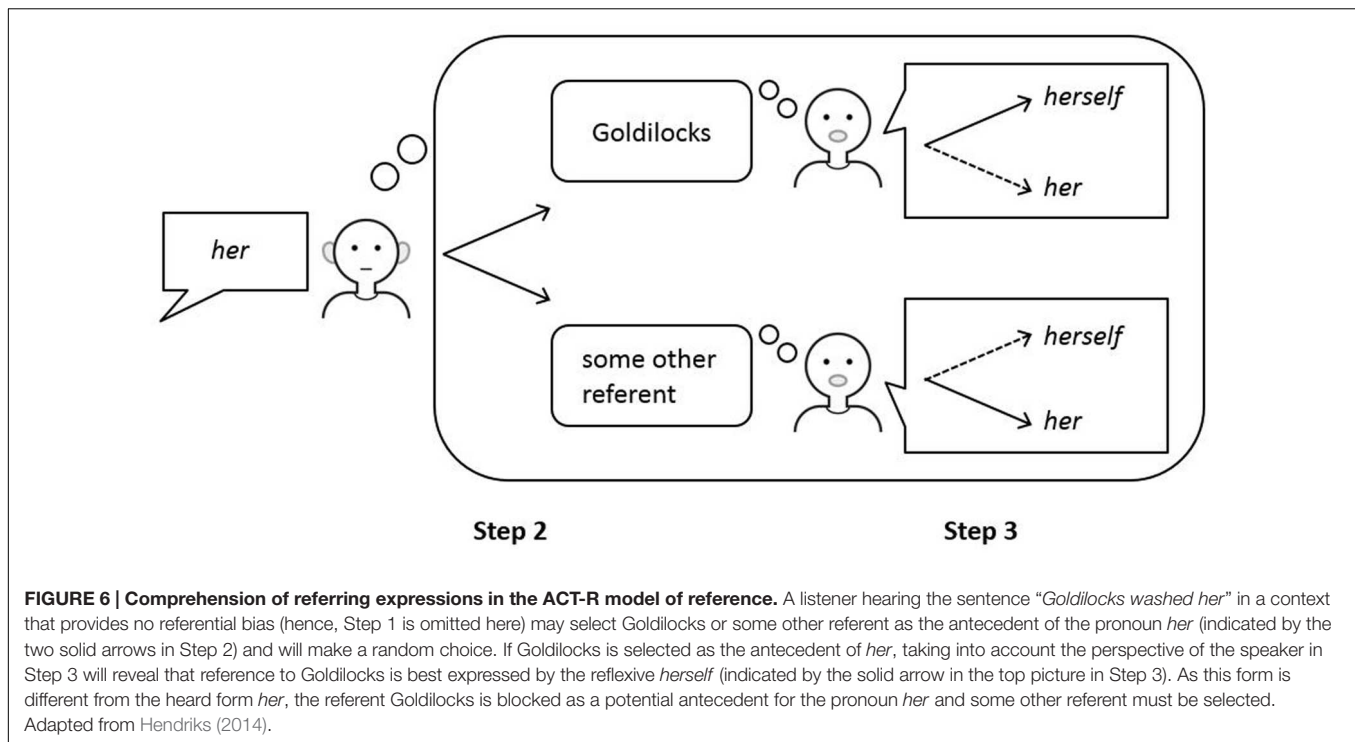 herself
Goldilocks
her
her
herself
some other
referent
her
Step 2
Step 3
FIGURE 6 | Comprehension of referring expressions in the ACT-R model of reference. A listener hearing the sentence “Goldilocks washed her” in a context
that provides no referential bias (hence, Step 1 is omitted here) may select Goldilocks or some other referent as the antecedent of the pronoun her (indicated by the
two solid arrows in Step 2) and will make a random choice. If Goldilocks is selected as the antecedent of her, taking into account the perspective of the speaker in
Step 3 will reveal that reference to Goldilocks is best expressed by the reflexive herself (indicated by the solid arrow in the top picture in Step 3). As this form is
different from the heard form her, the referent Goldilocks is blocked as a potential antecedent for the pronoun her and some other referent must be selected.
Adapted from Hendriks (2014).